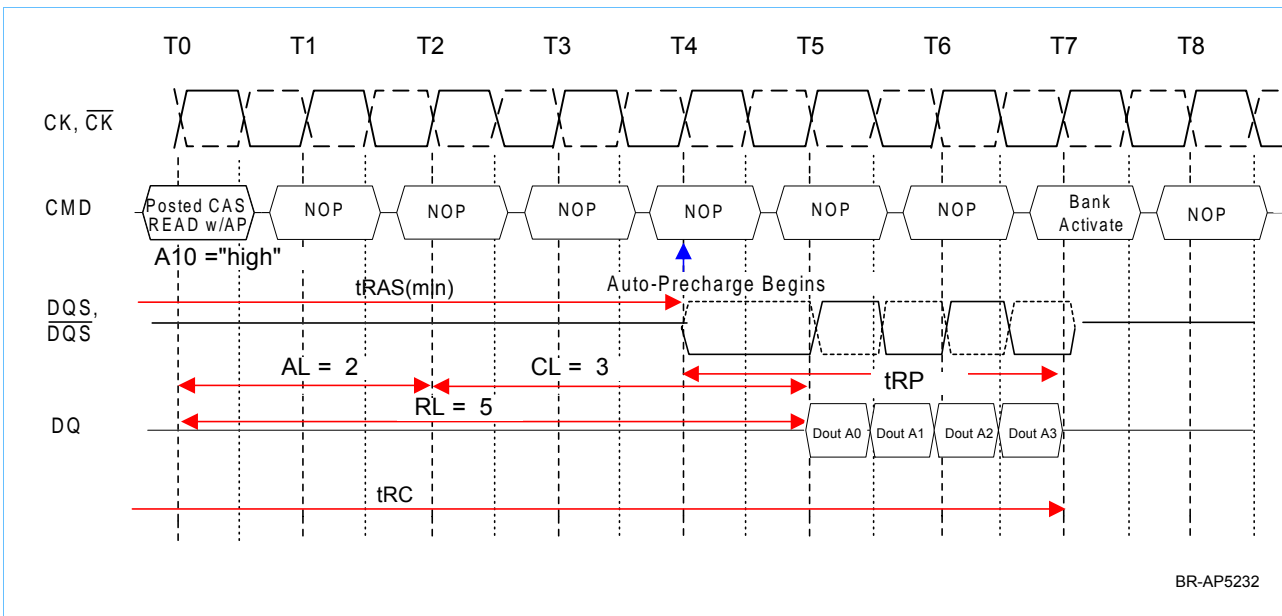 T0 T1 T2 T3 T4 T5 T6 T7 T8
CK, CK
CMD
Posted CAS
READ w/AP
NOP NOP NOP NOP NOP NOP
Bank
Activate
NOP
A10 ="high"
Auto-Precharge Begins
tRAS(min)
DQS,
DQS
AL = 2
CL = 3
tRP
RL = 5
DQ
Dout A0 Dout A1 Dout A2 Dout A3
tRC
BR-AP5232